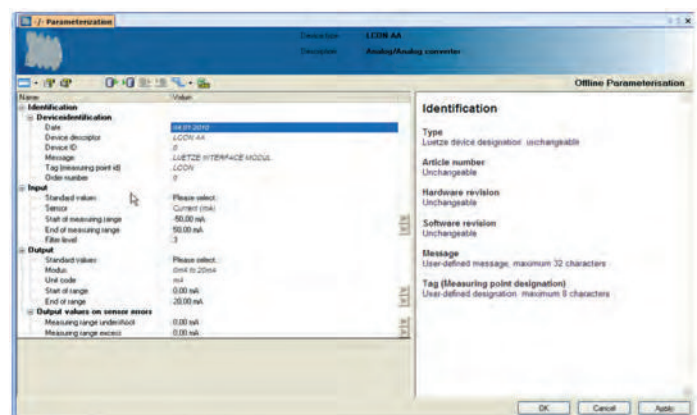 -/- Parameterization
Device type LCON AA
Description Analog/Analog converter
Offline Parameterisation
Name Value
Identification
Deviceidentification
Date 04.01.2010
Device descriptor LCON AA
Device ID 0
Message LUETZE INTERFACE MODUL
Tag (measuring point id) LCON
Order number 0
Input
Standard values Please select
Sensor Current (mA)
Start of measuring range -50,00 mA
End of measuring range 50,00 mA
Filter level 3
Output
Standard values Please select
Modus 0mA to 20mA
Unit code mA
Start of range 0,00 mA
End of range 20,00 mA
Output values on sensor errors
Measuring range undershoot 0,00 mA
Measuring range excess 0,00 mA
Identification
Type
Luetze device designation unchangeable
Article number
Unchangeable
Hardware revision
Unchangeable
Software revision
Unchangeable
Message
User-defined message, maximum 32 characters
Tag (Measuring point designation)
User-defined designation maximum 8 characters
OK Cancel Apply